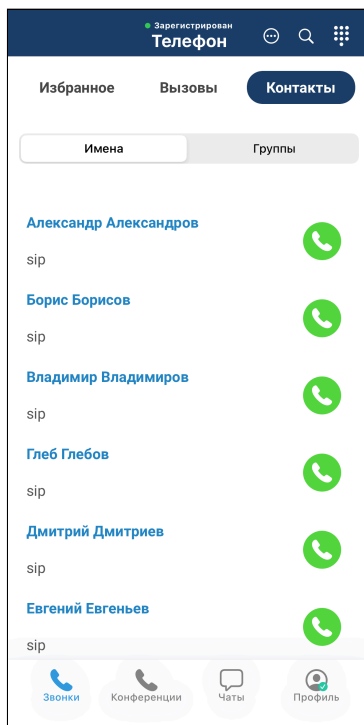 Зарегистрирован
Телефон
Избранное Вызовы Контакты
Имена Группы
Александр Александров
sip
Борис Борисов
sip
Владимир Владимиров
sip
Глеб Глебов
sip
Дмитрий Дмитриев
sip
Евгений Евгеньев
sip
Звонки Конференции Чаты Профиль